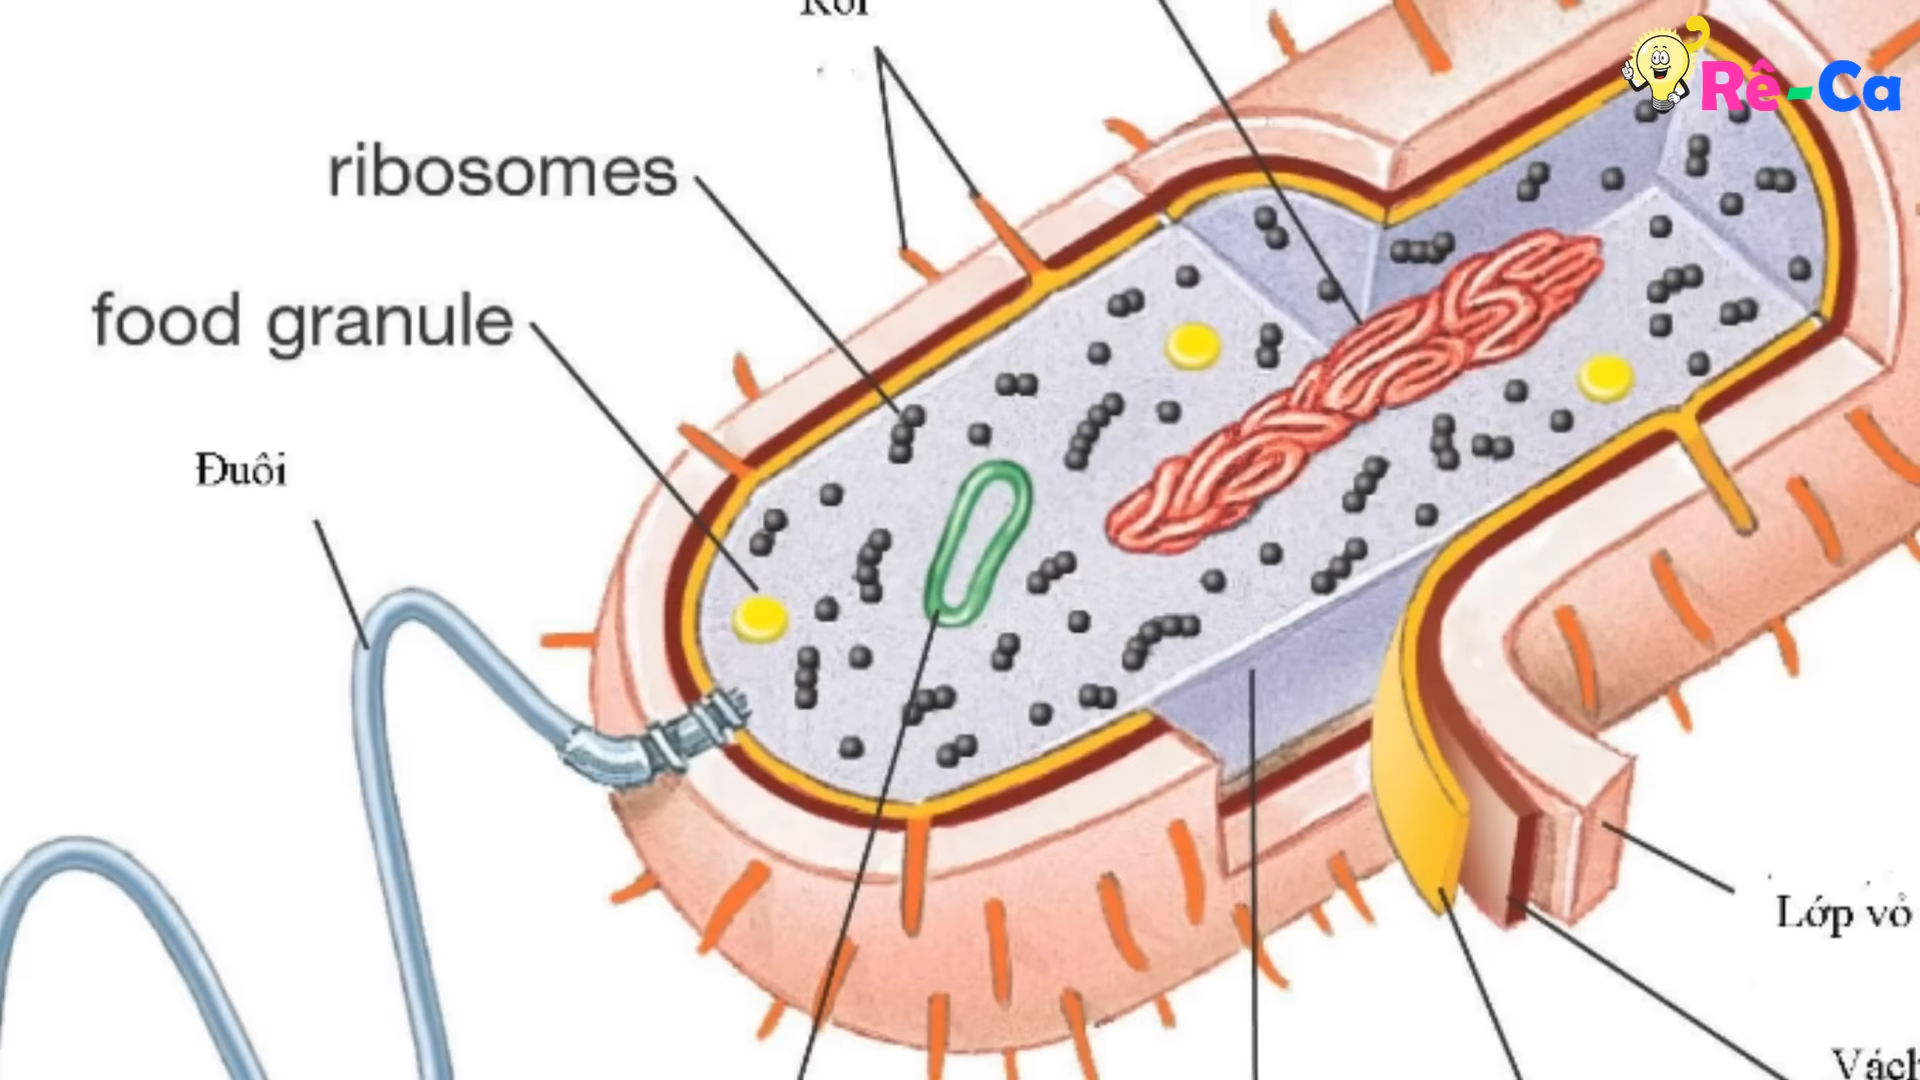 Rê-Ca
ribosomes
food granule
Đuôi
Lớp vỏ